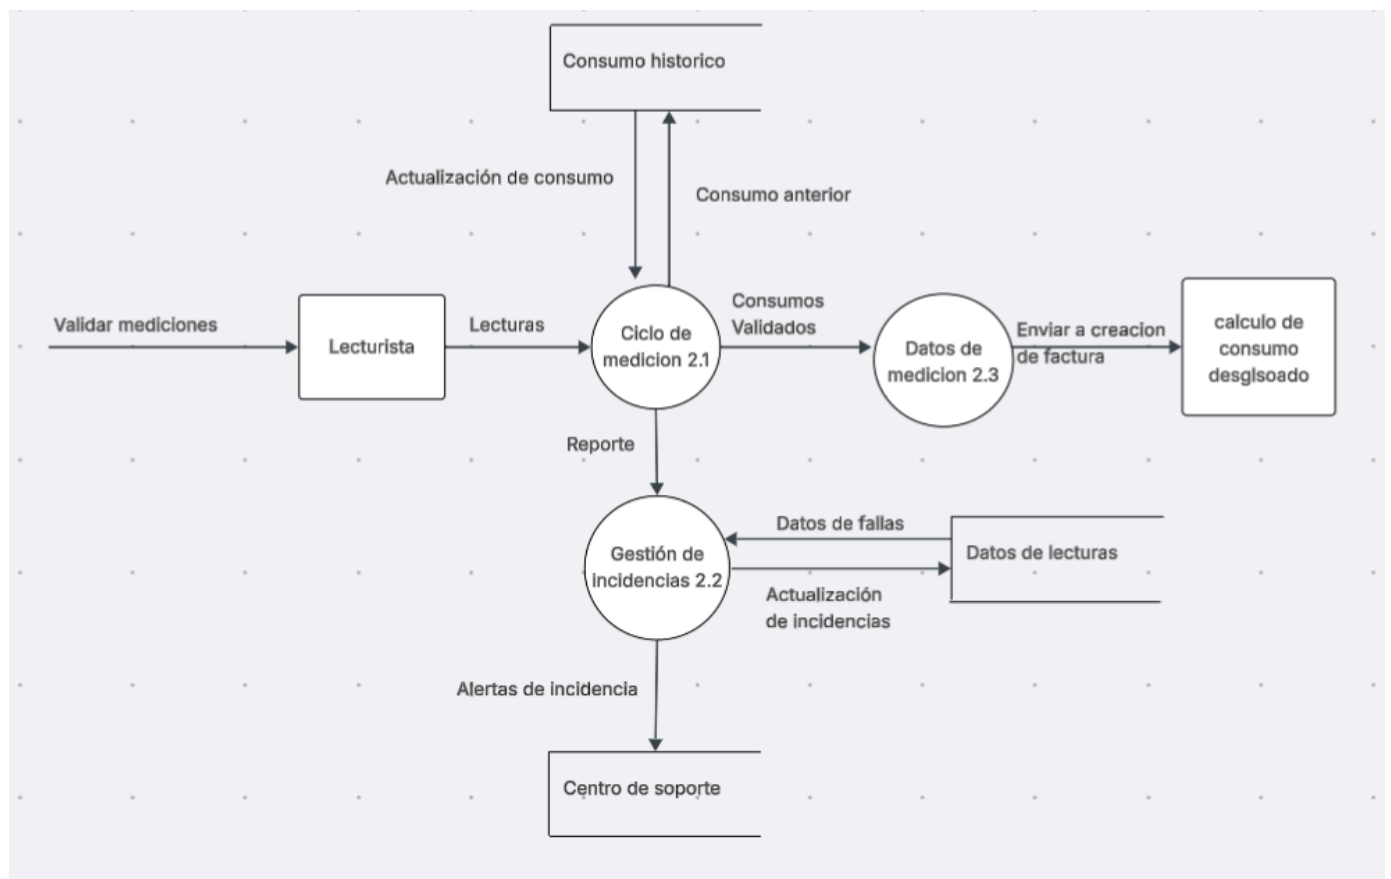 Consumo historico
Actualización de consumo
Consumo anterior
Validar mediciones
Lecturista
Lecturas
Ciclo de
medicion 2.1
Consumos
Validados
Datos de
medicion 2.3
Enviar a creacion
de factura
calculo de
consumo
desglsoado
Reporte
Gestión de
incidencias 2.2
Datos de fallas
Datos de lecturas
Actualización
de incidencias
Alertas de incidencia
Centro de soporte